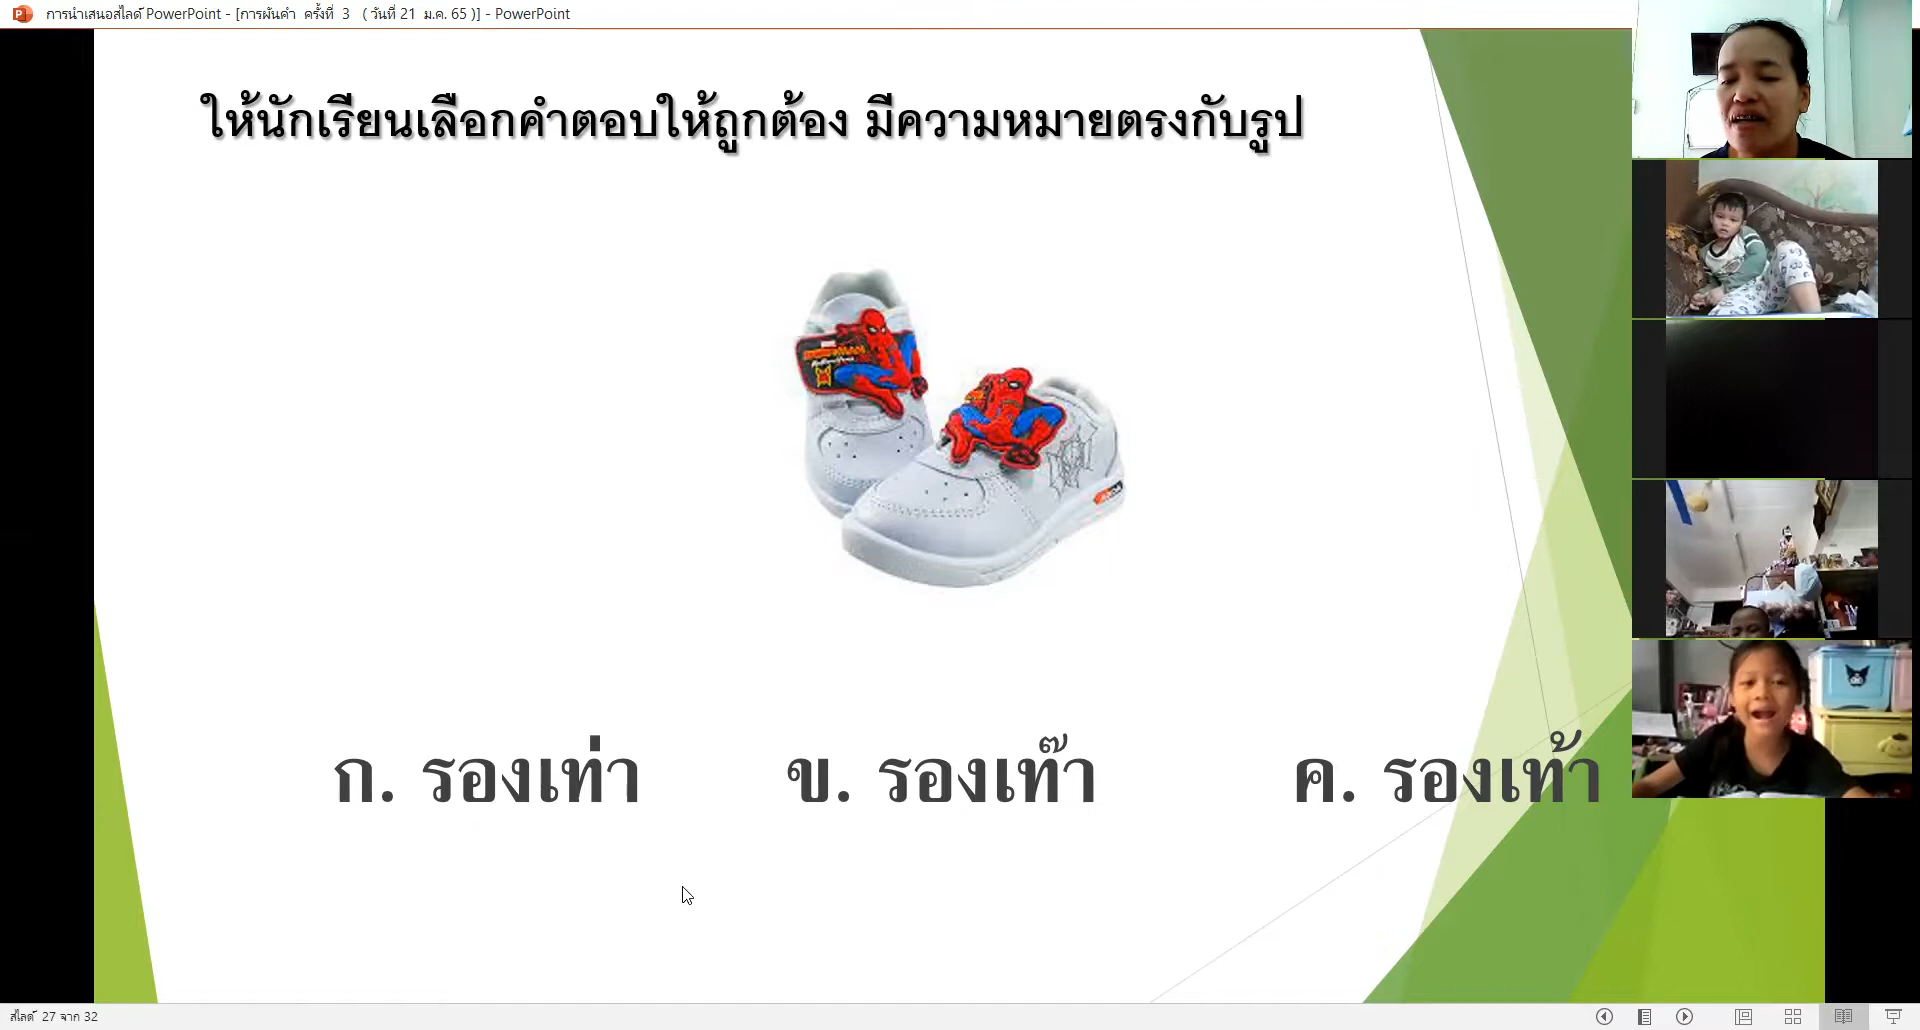 การนำเสนอสไลด์ PowerPoint - [การผันคำ ครั้งที่ 3 ( วันที่ 21 ม.ค. 65 )] - PowerPoint
ให้นักเรียนเลือกคำตอบให้ถูกต้อง มีความหมายตรงกับรูป
ก. รองเท่า ข. รองเท๊า ค. รองเท้า
สไลด์ 27 จาก 32